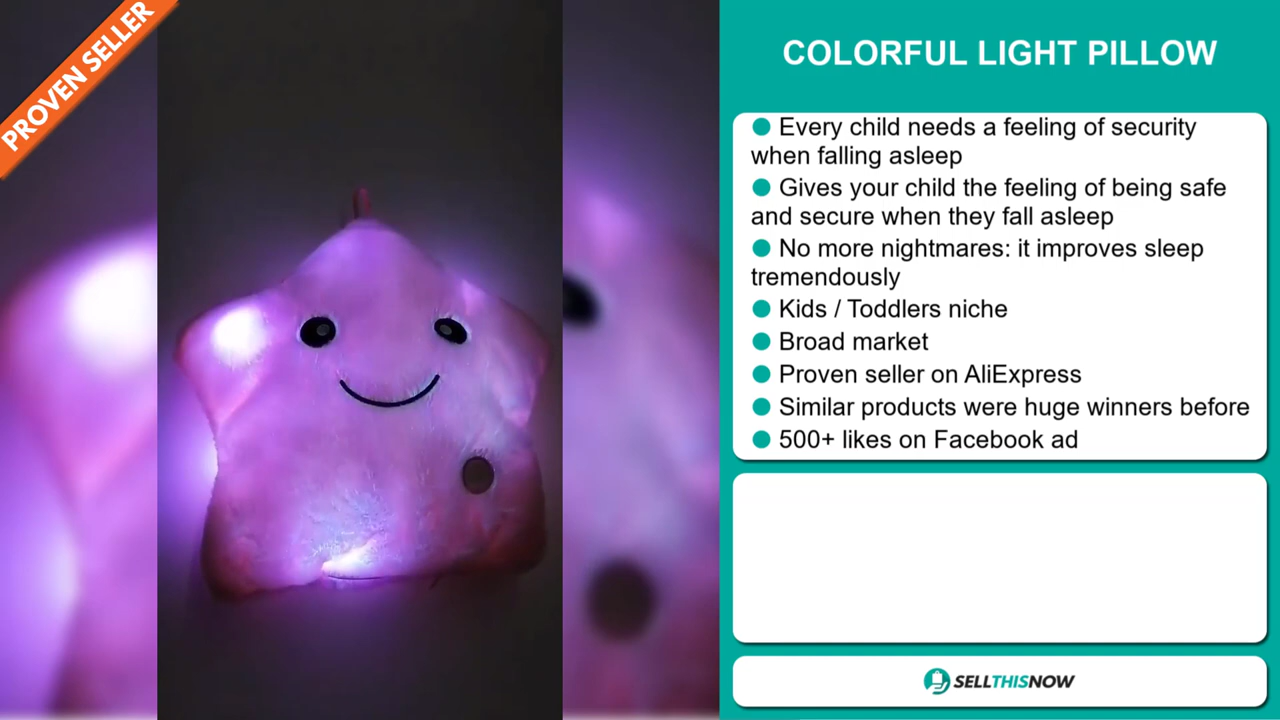 PROVEN SELLER
COLORFUL LIGHT PILLOW
● Every child needs a feeling of security
when falling asleep
● Gives your child the feeling of being safe
and secure when they fall asleep
● No more nightmares: it improves sleep
tremendously
● Kids / Toddlers niche
● Broad market
● Proven seller on AliExpress
● Similar products were huge winners before
● 500+ likes on Facebook ad
SELLTHISNOW